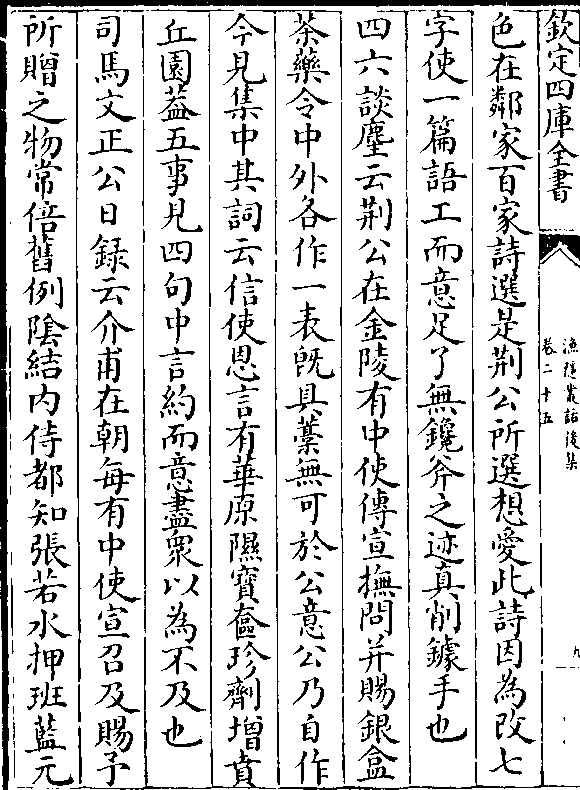 欽定四庫全書
漁隱叢話後集
卷二十五
九
色在鄰家百家詩選是荆公所選想愛此詩因為改七
字使一篇語工而意足了無鑱斧之迹真削鐻手也
四六談麈云荆公在金陵有中使傳宣撫問并賜銀盒
茶藥令中外各作一表旣具藳無可於公意公乃自作
今見集中其詞云信使恩言有華原隰寳奩珍劑增賁
丘園葢五事見四句中言約而意盡衆以為不及也
司馬文正公日録云介甫在朝每有中使宣召及賜予
所贈之物常倍舊例隂結内侍都知張若水押班藍元